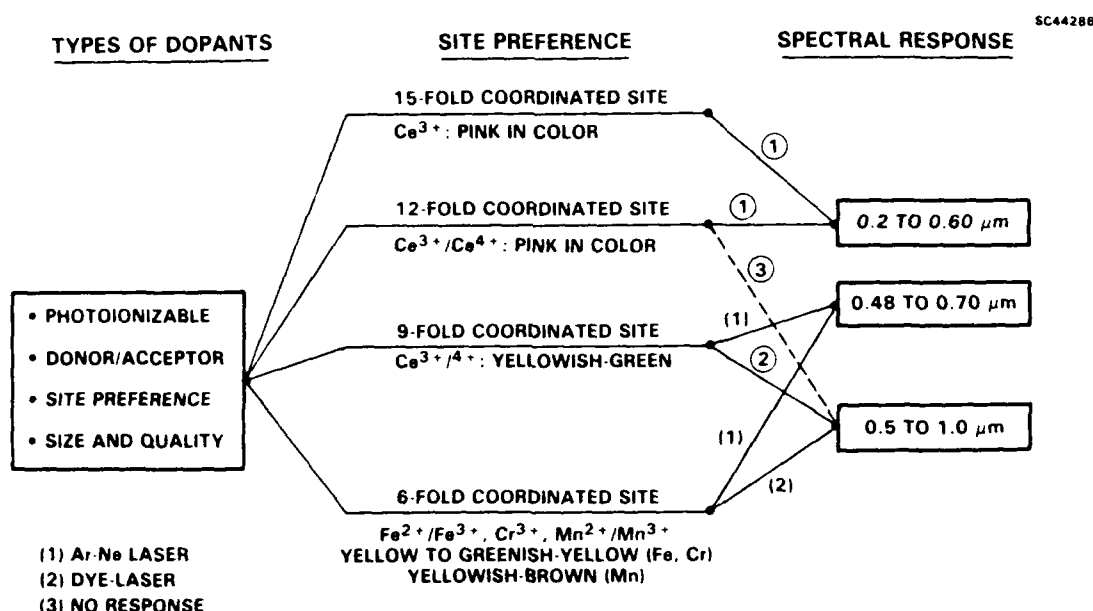 SC44288
TYPES OF DOPANTS
SITE PREFERENCE
SPECTRAL RESPONSE
15-FOLD COORDINATED SITE
Ce³⁺ : PINK IN COLOR
1
12-FOLD COORDINATED SITE
Ce³⁺/Ce⁴⁺ : PINK IN COLOR
1
3
0.2 TO 0.60 μm
• PHOTOIONIZABLE
• DONOR/ACCEPTOR
• SITE PREFERENCE
• SIZE AND QUALITY
9-FOLD COORDINATED SITE
Ce³⁺/⁴⁺ : YELLOWISH-GREEN
(1)
2
0.48 TO 0.70 μm
(1)
(2)
0.5 TO 1.0 μm
6-FOLD COORDINATED SITE
Fe²⁺/Fe³⁺, Cr³⁺, Mn²⁺/Mn³⁺
YELLOW TO GREENISH-YELLOW (Fe, Cr)
YELLOWISH-BROWN (Mn)
(1) Ar-Ne LASER
(2) DYE-LASER
(3) NO RESPONSE